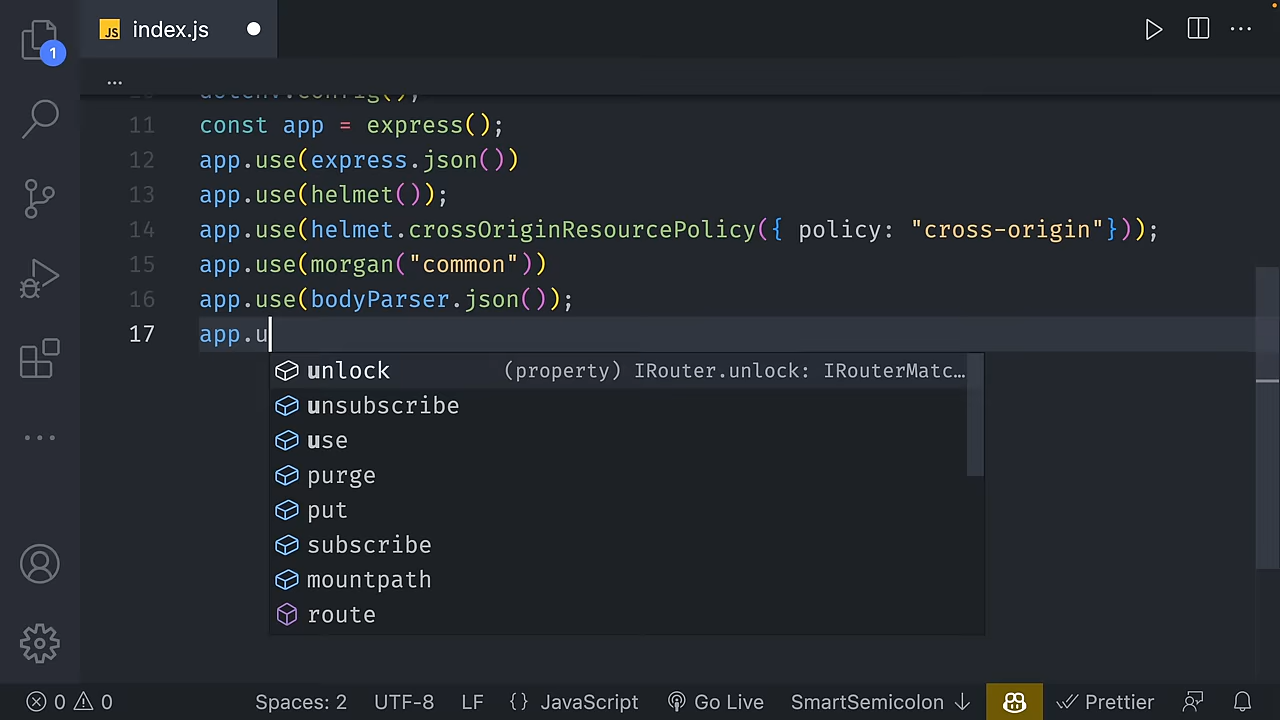 JS index.js
1
...
dotenv.config();
11 const app = express();
12 app.use(express.json())
13 app.use(helmet());
14 app.use(helmet.crossOriginResourcePolicy({ policy: "cross-origin"}));
15 app.use(morgan("common"))
16 app.use(bodyParser.json());
17 app.u
unlock (property) IRouter.unlock: IRouterMatc…
unsubscribe
use
purge
put
subscribe
mountpath
route
0 0 Spaces: 2 UTF-8 LF {} JavaScript Go Live SmartSemicolon ↓ Prettier